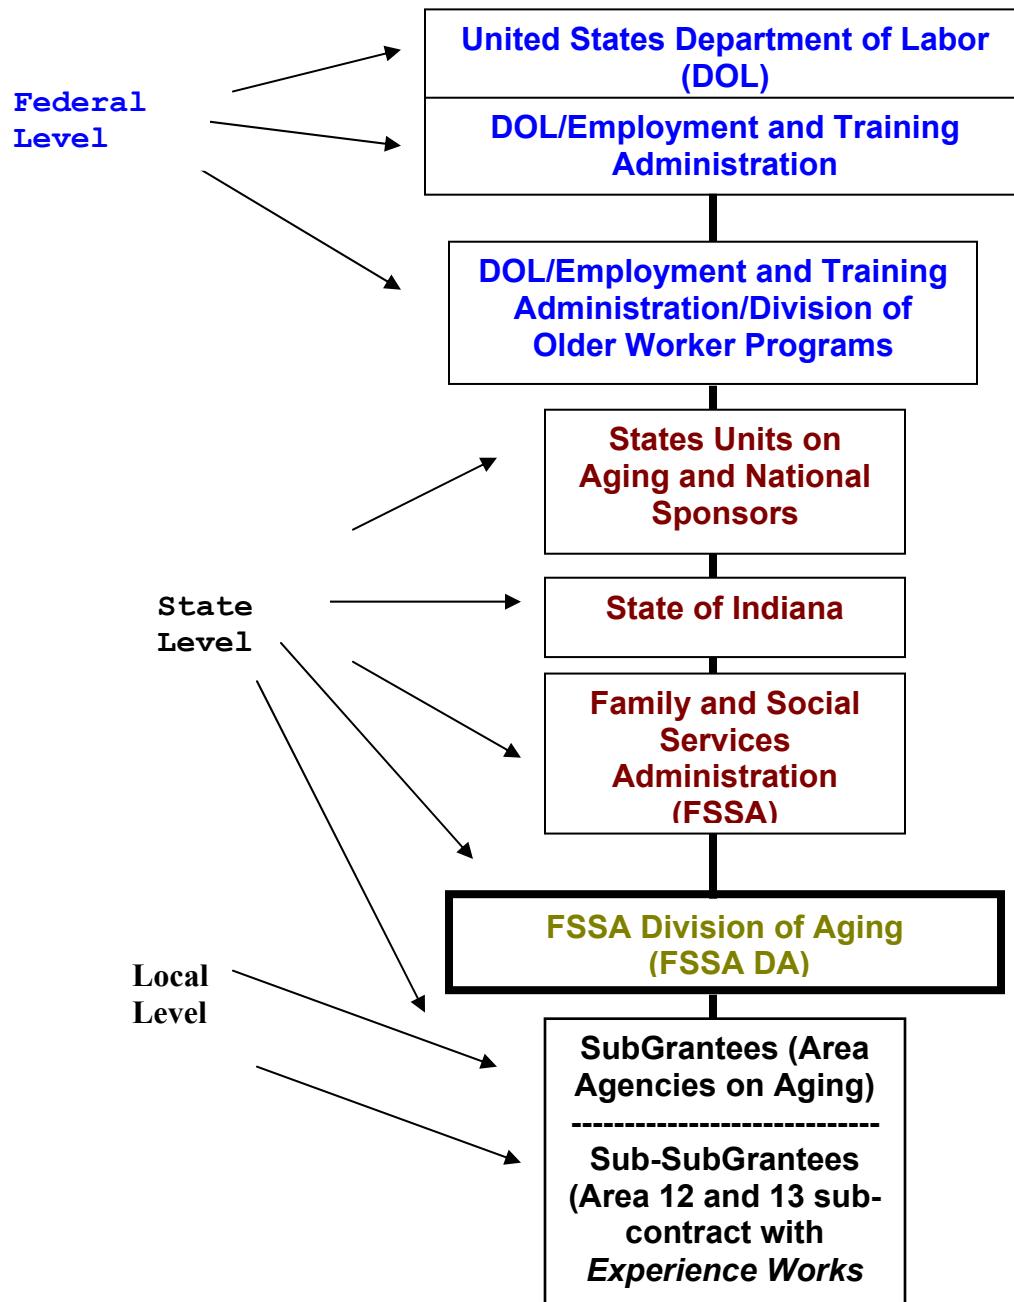 United States Department of Labor
(DOL)
Federal
Level
DOL/Employment and Training
Administration
DOL/Employment and Training
Administration/Division of
Older Worker Programs
States Units on
Aging and National
Sponsors
State
Level
State of Indiana
Family and Social
Services
Administration
(FSSA)
FSSA Division of Aging
(FSSA DA)
Local
Level
SubGrantees (Area
Agencies on Aging)
-----------------------------
Sub-SubGrantees
(Area 12 and 13 sub-
contract with
Experience Works